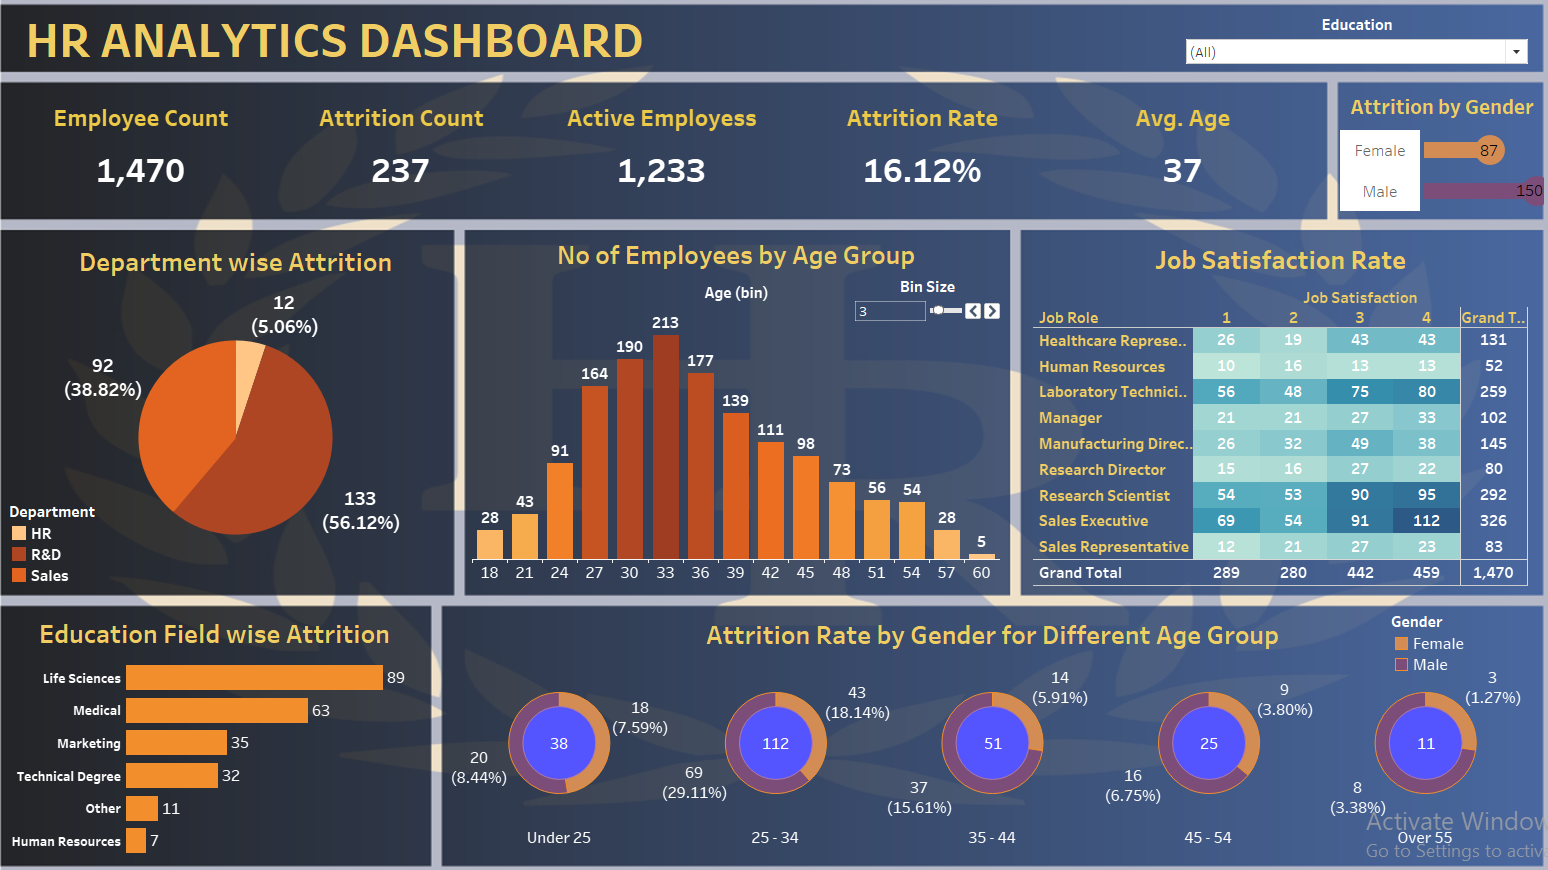 HR ANALYTICS DASHBOARD
Education
(All)
Employee Count
1,470
Attrition Count
237
Active Employess
1,233
Attrition Rate
16.12%
Avg. Age
37
Attrition by Gender
Female 87
Male 150
Department wise Attrition
12
(5.06%)
92
(38.82%)
133
(56.12%)
Department
HR
R&D
Sales
No of Employees by Age Group
Age (bin)
Bin Size
3
28 43 91 164 190 213 177 139 111 98 73 56 54 28 5
18 21 24 27 30 33 36 39 42 45 48 51 54 57 60
Job Satisfaction Rate
Job Satisfaction
Job Role 1 2 3 4 Grand T..
Healthcare Represe.. 26 19 43 43 131
Human Resources 10 16 13 13 52
Laboratory Technici.. 56 48 75 80 259
Manager 21 21 27 33 102
Manufacturing Direc.. 26 32 49 38 145
Research Director 15 16 27 22 80
Research Scientist 54 53 90 95 292
Sales Executive 69 54 91 112 326
Sales Representative 12 21 27 23 83
Grand Total 289 280 442 459 1,470
Education Field wise Attrition
Life Sciences 89
Medical 63
Marketing 35
Technical Degree 32
Other 11
Human Resources 7
Attrition Rate by Gender for Different Age Group
Gender
Female
Male
18
(7.59%)
38
20
(8.44%)
Under 25
43
(18.14%)
112
69
(29.11%)
25 - 34
14
(5.91%)
51
37
(15.61%)
35 - 44
9
(3.80%)
25
16
(6.75%)
45 - 54
3
(1.27%)
11
8
(3.38%)
Over 55
Activate Window
Go to Settings to activ